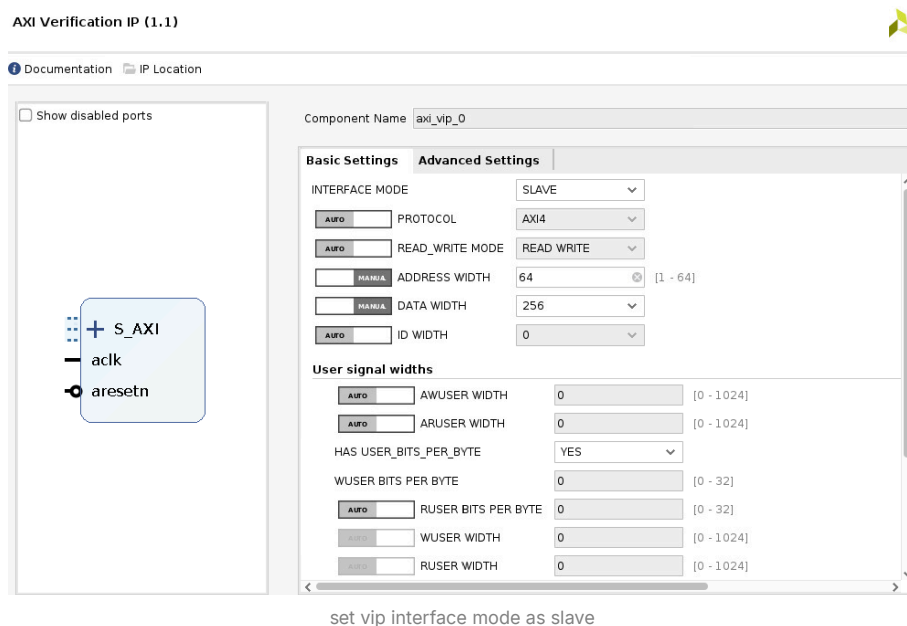 AXI Verification IP (1.1)
Documentation IP Location
Show disabled ports
S_AXI
aclk
aresetn
Component Name axi_vip_0
Basic Settings Advanced Settings
INTERFACE MODE SLAVE
AUTO PROTOCOL AXI4
AUTO READ_WRITE MODE READ WRITE
MANUAL ADDRESS WIDTH 64 [1 - 64]
MANUAL DATA WIDTH 256
AUTO ID WIDTH 0
User signal widths
AUTO AWUSER WIDTH 0 [0 - 1024]
AUTO ARUSER WIDTH 0 [0 - 1024]
HAS USER_BITS_PER_BYTE YES
WUSER BITS PER BYTE 0 [0 - 32]
AUTO RUSER BITS PER BYTE 0 [0 - 32]
AUTO WUSER WIDTH 0 [0 - 1024]
AUTO RUSER WIDTH 0 [0 - 1024]
set vip interface mode as slave